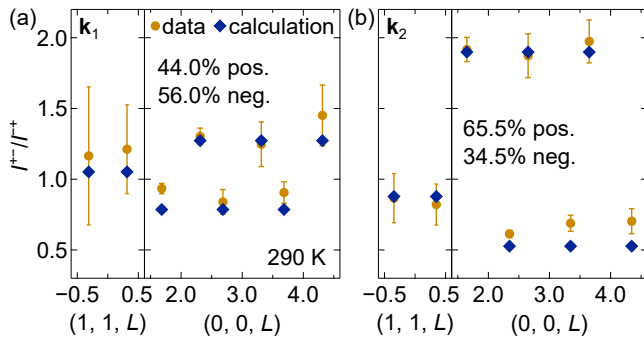 (a) k1 data calculation (b) k2
44.0% pos.
56.0% neg.
65.5% pos.
34.5% neg.
290 K
I+−/I−+
2.0
1.5
1.0
0.5
−0.5 0.5 2.0 3.0 4.0 −0.5 0.5 2.0 3.0 4.0
(1, 1, L) (0, 0, L) (1, 1, L) (0, 0, L)